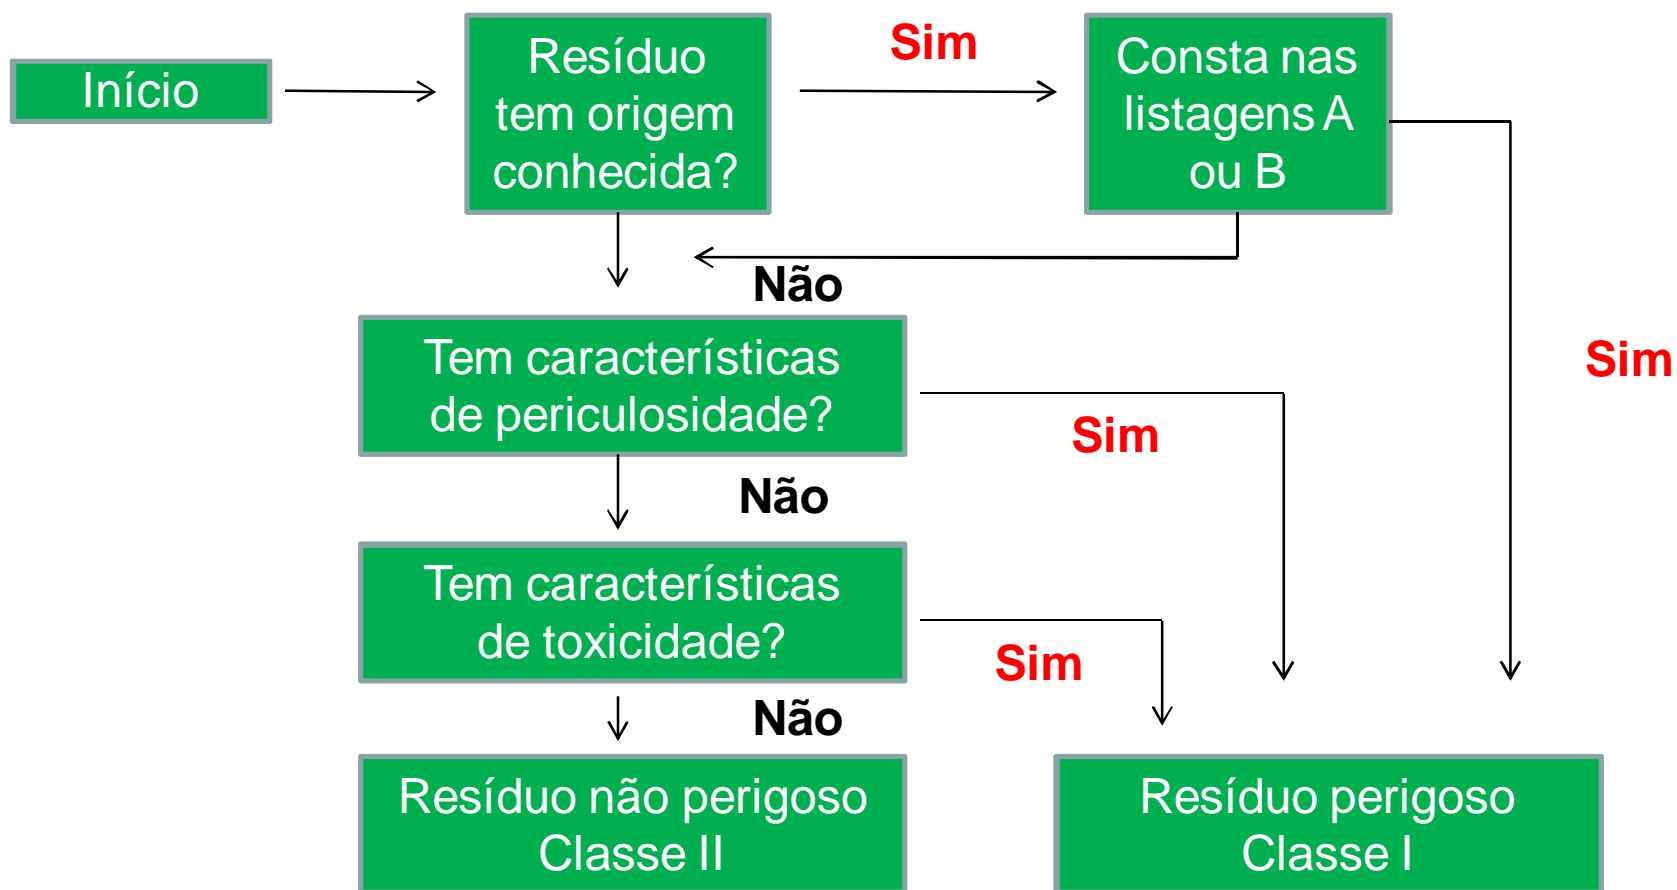 Início
Resíduo
tem origem
conhecida?
Sim
Consta nas
listagens A
ou B
Não
Sim
Tem características
de periculosidade?
Sim
Não
Tem características
de toxicidade?
Sim
Não
Resíduo não perigoso
Classe II
Resíduo perigoso
Classe I